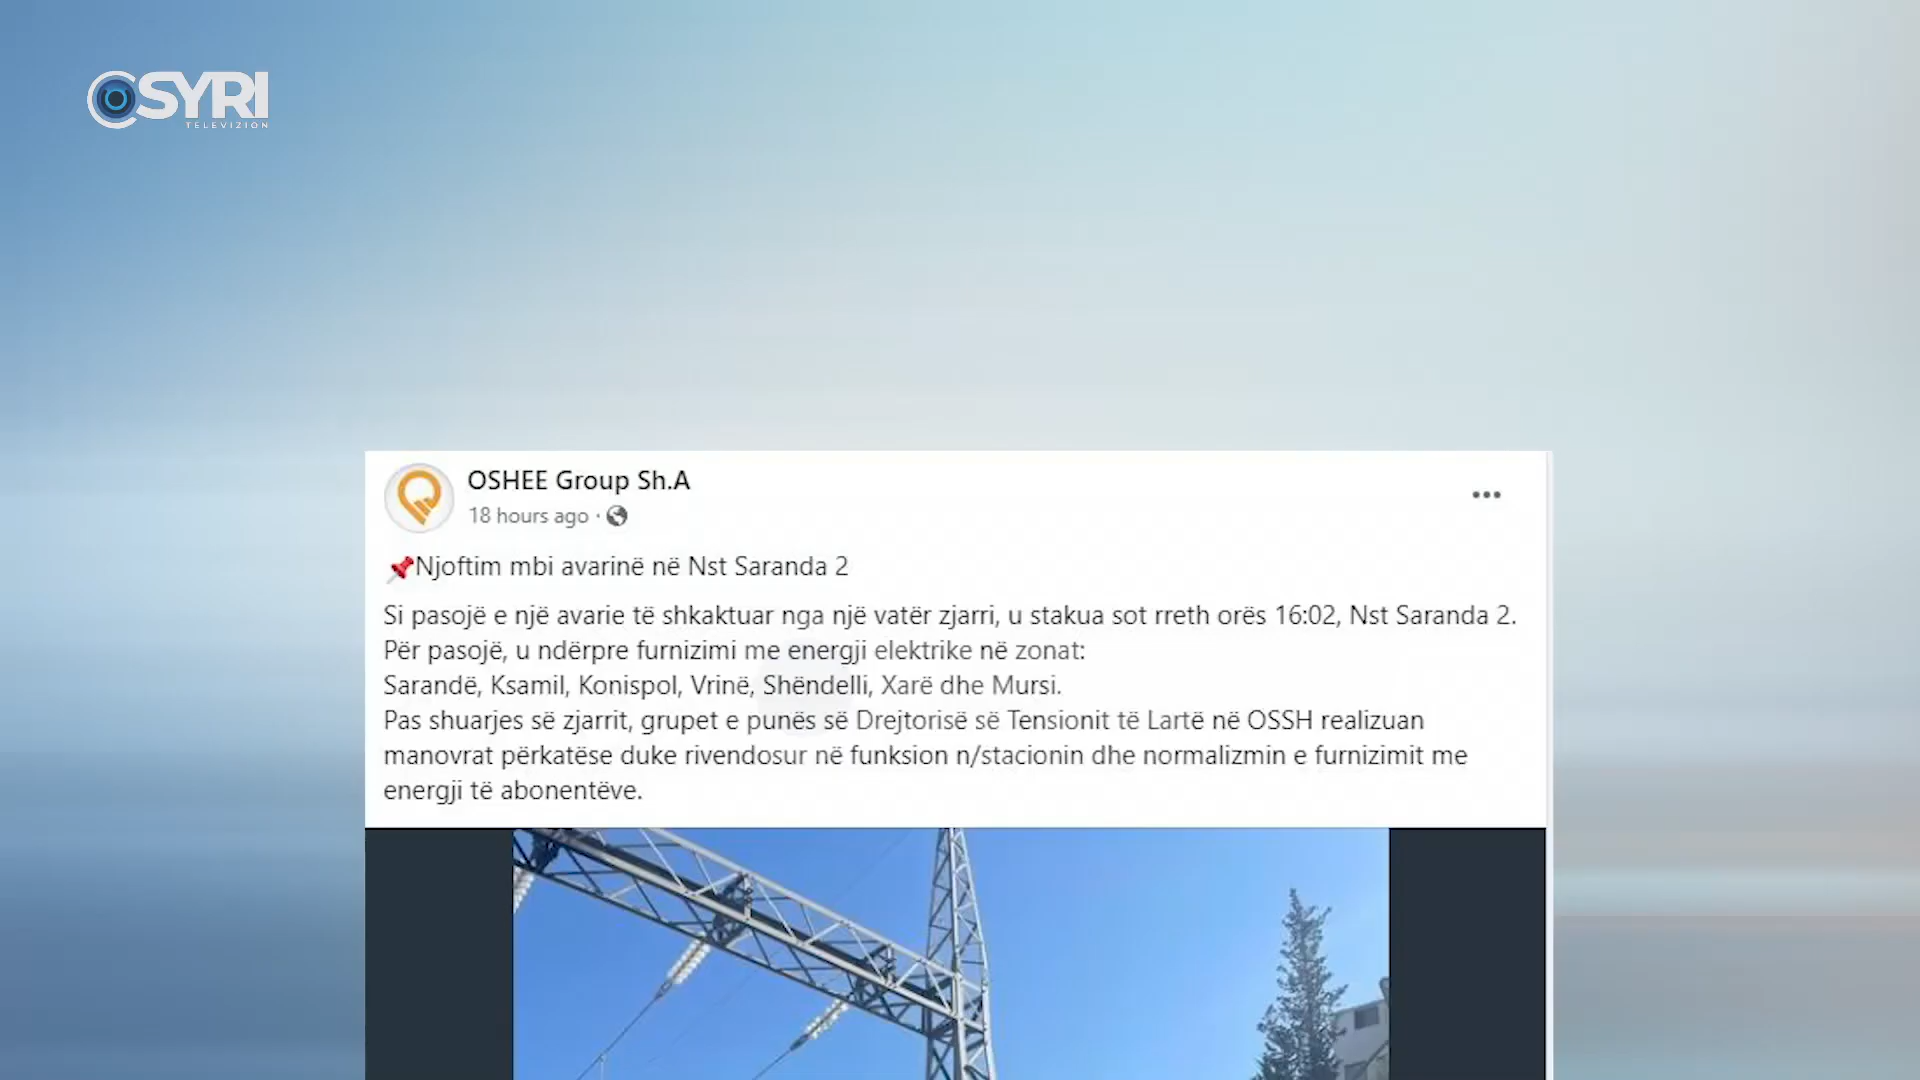 SYRI
TELEVIZION
OSHEE Group Sh.A
18 hours ago ·
Njoftim mbi avarinë në Nst Saranda 2
Si pasojë e një avarie të shkaktuar nga një vatër zjarri, u stakua sot rreth orës 16:02, Nst Saranda 2.
Për pasojë, u ndërpre furnizimi me energji elektrike në zonat:
Sarandë, Ksamil, Konispol, Vrinë, Shëndelli, Xarë dhe Mursi.
Pas shuarjes së zjarrit, grupet e punës së Drejtorisë së Tensionit të Lartë në OSSH realizuan
manovrat përkatëse duke rivendosur në funksion n/stacionin dhe normalizmin e furnizimit me
energji të abonentëve.